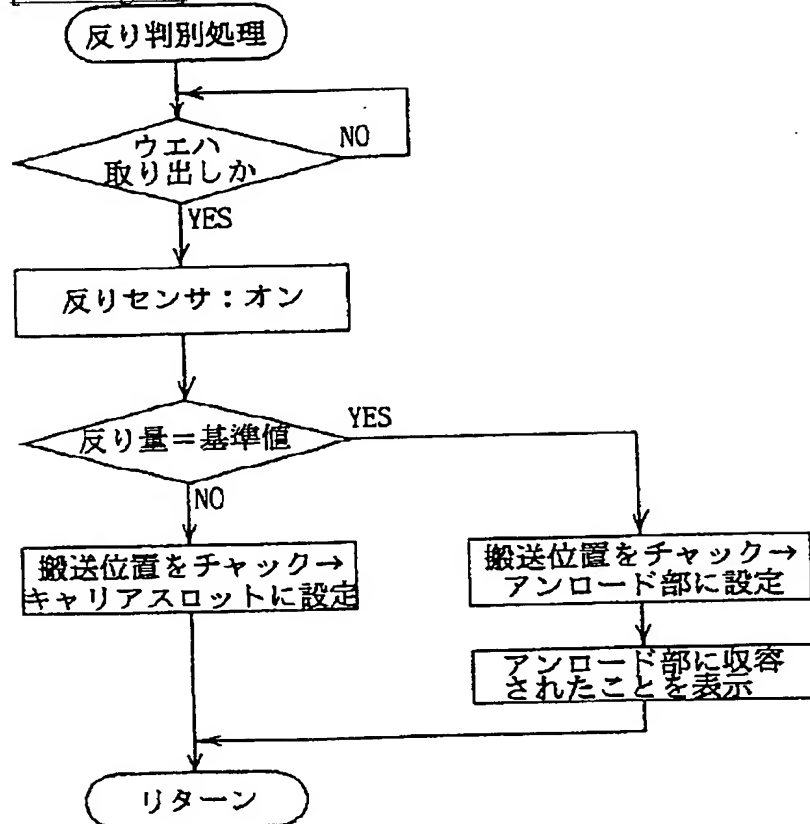 反り判別処理
ウエハ
取り出しか
NO
YES
反りセンサ:オン
反り量=基準値
YES
NO
搬送位置をチャック→
キャリアスロットに設定
搬送位置をチャック→
アンロード部に設定
アンロード部に収容
されたことを表示
リターン